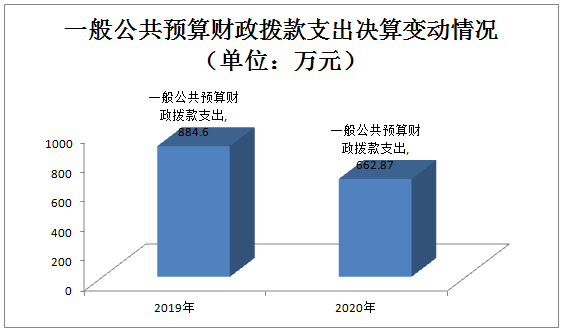 一般公共预算财政拨款支出决算变动情况
（单位：万元）
一般公共预算财
政拨款支出,
884.6
一般公共预算财
政拨款支出,
662.87
1000
800
600
400
200
0
2019年
2020年